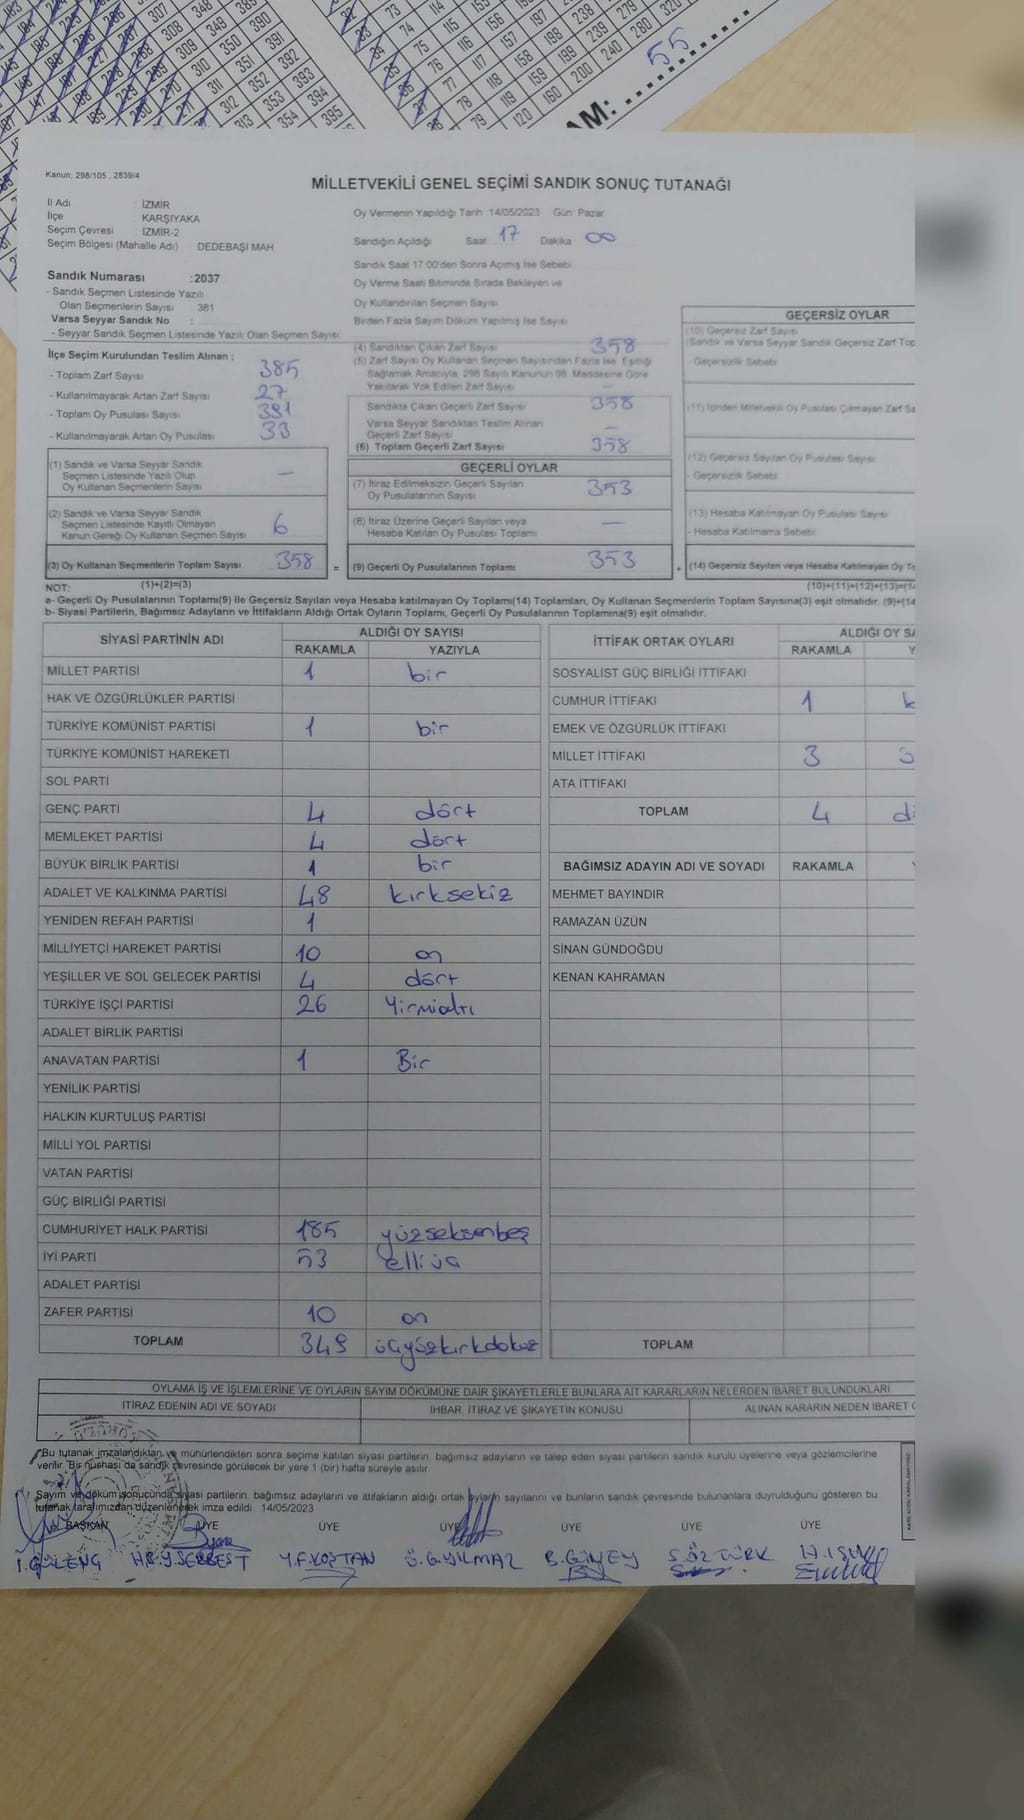 55
Kanun: 298/105 , 2839/4
MİLLETVEKİLİ GENEL SEÇİMİ SANDIK SONUÇ TUTANAĞI
İl Adı : İZMİR
İlçe : KARŞIYAKA
Seçim Çevresi : İZMİR-2
Seçim Bölgesi (Mahalle Adı) DEDEBAŞI MAH
Oy Vermenin Yapıldığı Tarih :14/05/2023 Gün: Pazar
Sandığın Açıldığı Saat 17 Dakika 00
Sandık Saat 17:00'den Sonra Açımış İse Sebebi
Oy Verme Saati Bitiminde Sırada Bekleyen ve
Oy Kullandırılan Seçmen Sayısı
Birden Fazla Sayım Döküm Yapılmış İse Sayısı
Sandık Numarası :2037
- Sandık Seçmen Listesinde Yazılı
Olan Seçmenlerin Sayısı : 381
Varsa Seyyar Sandık No :
- Seyyar Sandık Seçmen Listesinde Yazılı Olan Seçmen Sayısı
İlçe Seçim Kurulundan Teslim Alınan :
- Toplam Zarf Sayısı 385
- Kullanılmayarak Artan Zarf Sayısı 27
- Toplam Oy Pusulası Sayısı 391
- Kullanılmayarak Artan Oy Pusulası 33
(1) Sandık ve Varsa Seyyar Sandık
Seçmen Listesinde Yazılı Olup
Oy Kullanan Seçmenlerin Sayısı —
(2) Sandık ve Varsa Seyyar Sandık
Seçmen Listesinde Kayıtlı Olmayan
Kanun Gereği Oy Kullanan Seçmen Sayısı 6
(3) Oy Kullanan Seçmenlerin Toplam Sayısı 358 =
(1)+(2)=(3)
(4) Sandıktan Çıkan Zarf Sayısı 358
(5) Zarf Sayısı Oy Kullanan Seçmen Sayısından Fazla İse, Eşitliği
Sağlamak Amacıyla, 298 Sayılı Kanunun 98. Maddesine Göre
Yakılarak Yok Edilen Zarf Sayısı —
Sandıkta Çıkan Geçerli Zarf Sayısı 358
Varsa Seyyar Sandıktan Teslim Alınan
Geçerli Zarf Sayısı —
(6) Toplam Geçerli Zarf Sayısı 358
GEÇERLİ OYLAR
(7) İtiraz Edilmeksizin Geçerli Sayılan
Oy Pusulalarının Sayısı 353
(8) İtiraz Üzerine Geçerli Sayılan veya
Hesaba Katılan Oy Pusulası Toplamı —
(9) Geçerli Oy Pusulalarının Toplamı 353 +
GEÇERSİZ OYLAR
(10) Geçersiz Zarf Sayısı
(Sandık ve Varsa Seyyar Sandık Geçersiz Zarf Top
- Geçersizlik Sebebi
(11) İçinden Milletvekili Oy Pusulası Çıkmayan Zarf Sa
(12) Geçersiz Sayılan Oy Pusulası Sayısı
- Geçersizlik Sebebi
(13) Hesaba Katılmayan Oy Pusulası Sayısı
- Hesaba Katılmama Sebebi
(14) Geçersiz Sayılan veya Hesaba Katılmayan Oy To
(10)+(11)+(12)+(13)=(14
NOT:
a- Geçerli Oy Pusulalarının Toplamı(9) ile Geçersiz Sayılan veya Hesaba katılmayan Oy Toplamı(14) Toplamları, Oy Kullanan Seçmenlerin Toplam Sayısına(3) eşit olmalıdır. (9)+(14
b- Siyasi Partilerin, Bağımsız Adayların ve İttifakların Aldığı Ortak Oyların Toplamı, Geçerli Oy Pusulalarının Toplamına(9) eşit olmalıdır.
SİYASİ PARTİNİN ADI ALDIĞI OY SAYISI
RAKAMLA YAZIYLA
MİLLET PARTİSİ 1 bir
HAK VE ÖZGÜRLÜKLER PARTİSİ
TÜRKİYE KOMÜNİST PARTİSİ 1 bir
TÜRKİYE KOMÜNİST HAREKETİ
SOL PARTİ
GENÇ PARTİ 4 dört
MEMLEKET PARTİSİ 4 dört
BÜYÜK BİRLİK PARTİSİ 1 bir
ADALET VE KALKINMA PARTİSİ 48 kırksekiz
YENİDEN REFAH PARTİSİ 1
MİLLİYETÇİ HAREKET PARTİSİ 10 on
YEŞİLLER VE SOL GELECEK PARTİSİ 4 dört
TÜRKİYE İŞÇİ PARTİSİ 26 Yirmialtı
ADALET BİRLİK PARTİSİ
ANAVATAN PARTİSİ 1 Bir
YENİLİK PARTİSİ
HALKIN KURTULUŞ PARTİSİ
MİLLİ YOL PARTİSİ
VATAN PARTİSİ
GÜÇ BİRLİĞİ PARTİSİ
CUMHURİYET HALK PARTİSİ 185 yüzseksenbeş
İYİ PARTİ 53 elliüç
ADALET PARTİSİ
ZAFER PARTİSİ 10 on
TOPLAM 349 üçyüzkırkdokuz
İTTİFAK ORTAK OYLARI ALDIĞI OY SA
RAKAMLA Y
SOSYALİST GÜÇ BİRLİĞİ İTTİFAKI
CUMHUR İTTİFAKI 1
EMEK VE ÖZGÜRLÜK İTTİFAKI
MİLLET İTTİFAKI 3
ATA İTTİFAKI
TOPLAM 4 d
BAĞIMSIZ ADAYIN ADI VE SOYADI RAKAMLA
MEHMET BAYINDIR
RAMAZAN ÜZÜN
SİNAN GÜNDOĞDU
KENAN KAHRAMAN
TOPLAM
OYLAMA İŞ VE İŞLEMLERİNE VE OYLARIN SAYIM DÖKÜMÜNE DAİR ŞİKAYETLERLE BUNLARA AİT KARARLARIN NELERDEN İBARET BULUNDUKLARI
İTİRAZ EDENİN ADI VE SOYADI İHBAR, İTİRAZ VE ŞİKAYETİN KONUSU ALINAN KARARIN NEDEN İBARET O
Bu tutanak imzalandıktan ve mühürlendikten sonra seçime katılan siyasi partilerin, bağımsız adayların ve talep eden siyasi partilerin sandık kurulu üyelerine veya gözlemcilerine
verilir. Bir nüshası da sandık çevresinde görülecek bir yere 1 (bir) hafta süreyle asılır.
Sayım ve döküm sonucunda siyasi partilerin, bağımsız adayların ve ittifakların aldığı ortak oyların sayılarını ve bunların sandık çevresinde bulunanlara duyrulduğunu gösteren bu
tutanak tarafımızdan düzenlenerek imza edildi. 14/05/2023
BAŞKAN ÜYE ÜYE ÜYE ÜYE ÜYE ÜYE
İ.GÜLENÇ Y.F.KOŞTAN Ö.G.YILMAZ B.GÜNEY S.ÖZTÜRK